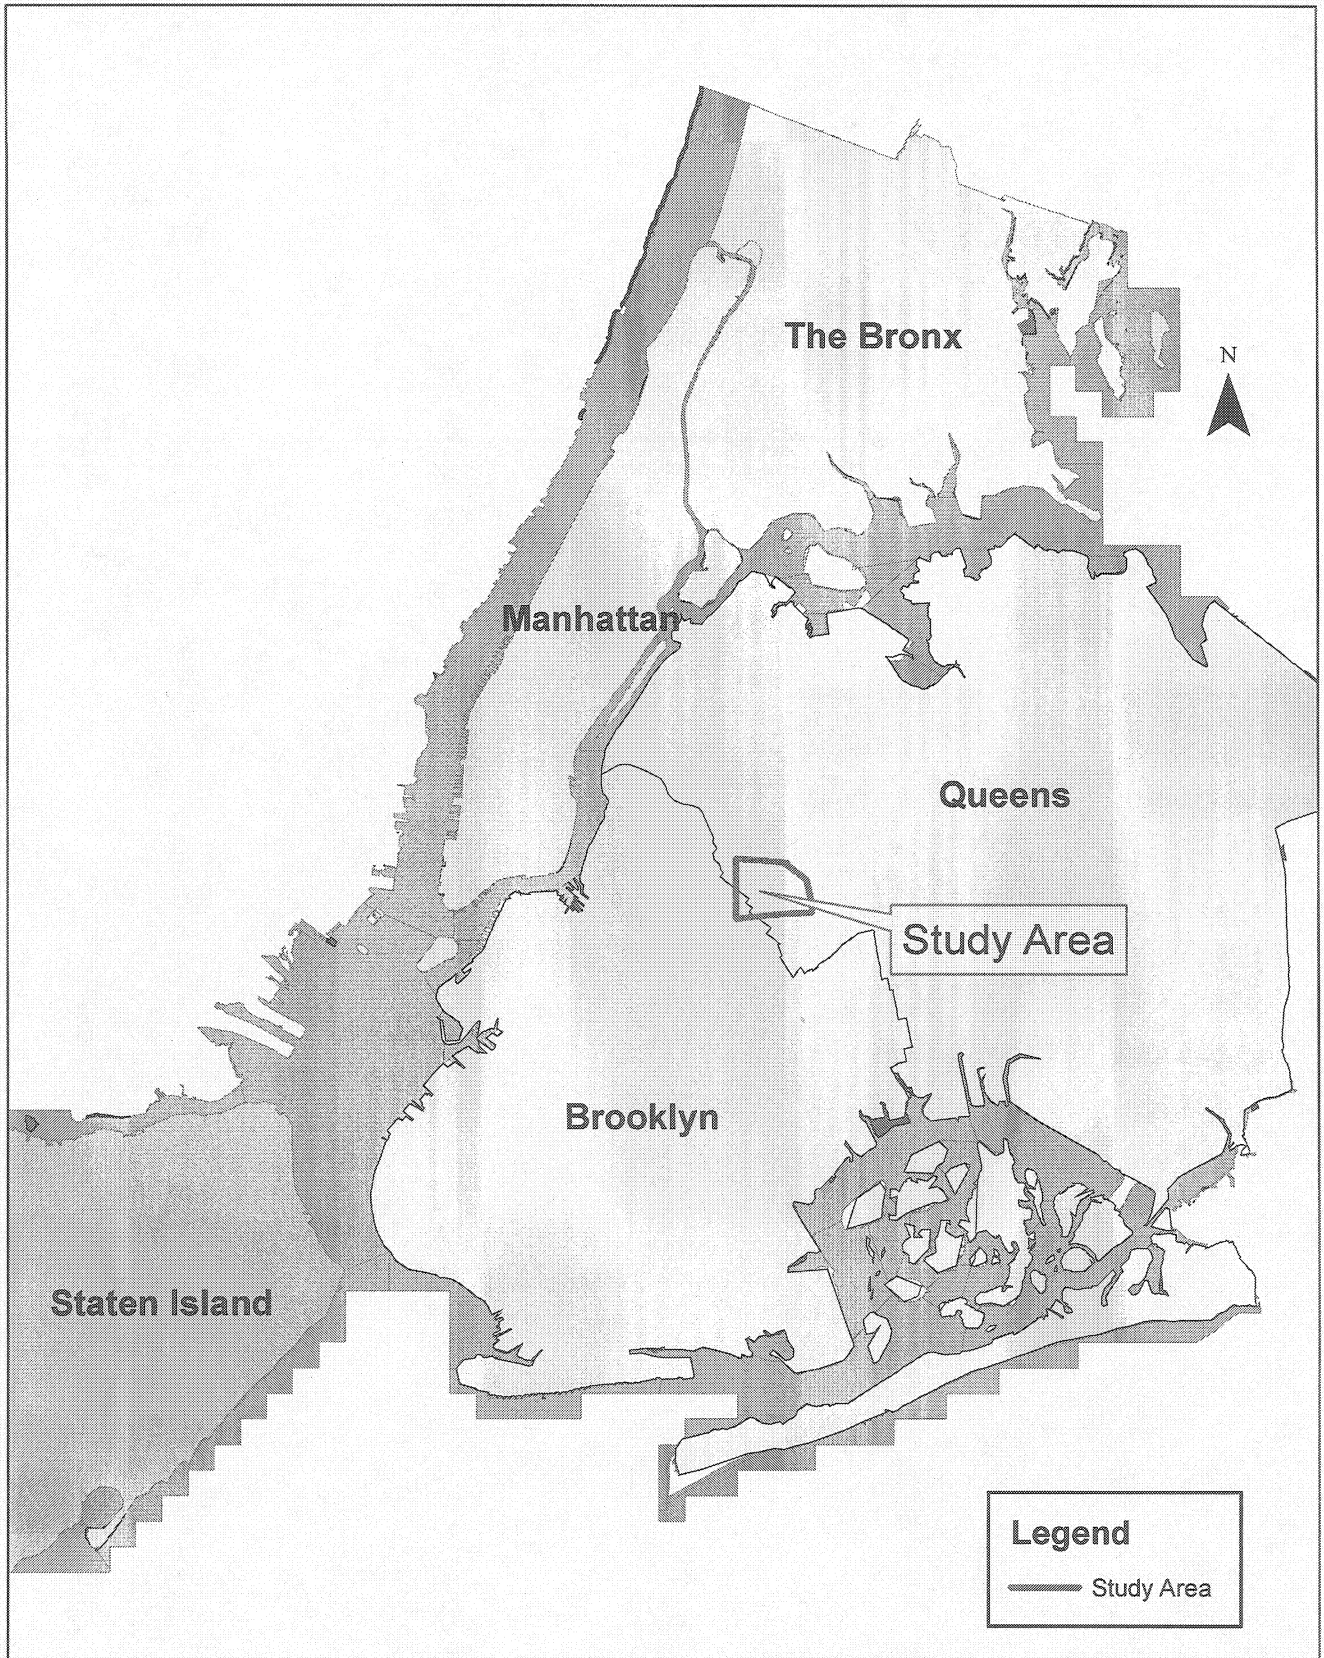 The Bronx
N
Manhattan
Queens
Study Area
Brooklyn
Staten Island
Legend
Study Area